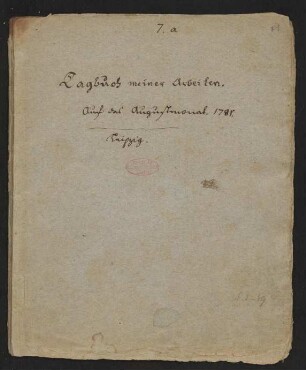 7. a
Tagbuch meiner Arbeiten.
Auf das Augustmonat 1781.
Leipzig.